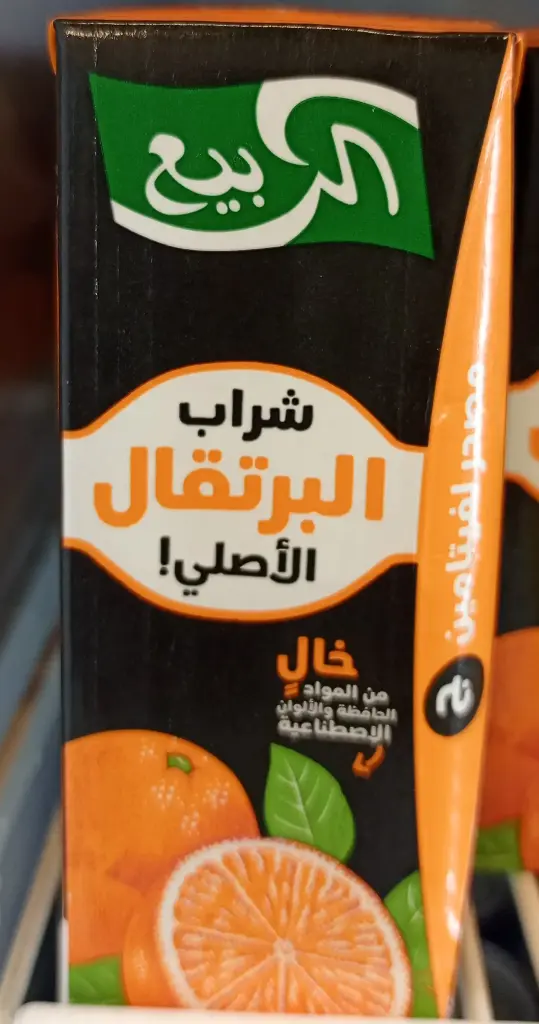 الربيع
شراب
البرتقال
الأصلي!
خالٍ
من المواد
الحافظة والألوان
الإصطناعية
مصدر لفيتامين
ج